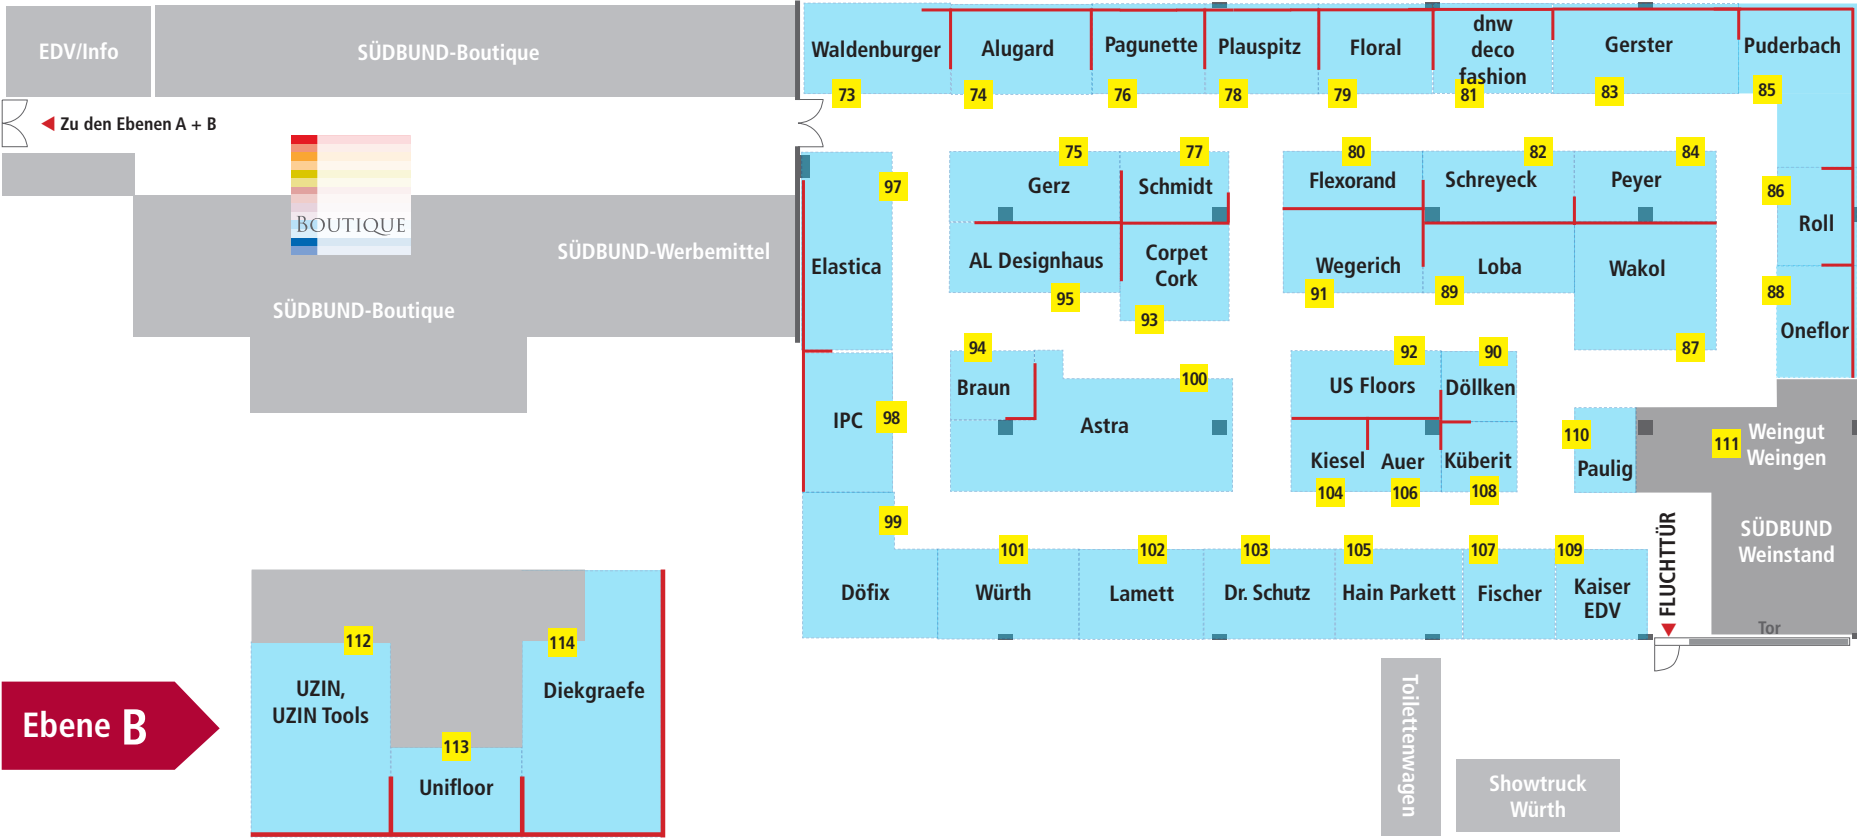 EDV/Info
SÜDBUND-Boutique
Zu den Ebenen A + B
BOUTIQUE
SÜDBUND-Werbemittel
SÜDBUND-Boutique
Waldenburger
73
Alugard
74
Pagunette
76
Plauspitz
78
Floral
79
dnw
deco
fashion
81
Gerster
83
Puderbach
85
75
Gerz
77
Schmidt
80
Flexorand
82
Schreyeck
84
Peyer
86
Roll
97
Elastica
AL Designhaus
95
Corpet
Cork
93
Wegerich
91
Loba
89
Wakol
87
88
Oneflor
94
Braun
100
Astra
92
US Floors
90
Döllken
IPC
98
Kiesel
104
Auer
106
Küberit
108
110
Paulig
111
Weingut
Weingen
SÜDBUND
Weinstand
99
Döfix
101
Würth
102
Lamett
103
Dr. Schutz
105
Hain Parkett
107
Fischer
109
Kaiser
EDV
FLUCHTTÜR
Tor
Ebene B
112
UZIN,
UZIN Tools
113
Unifloor
114
Diekgraefe
Toilettenwagen
Showtruck
Würth